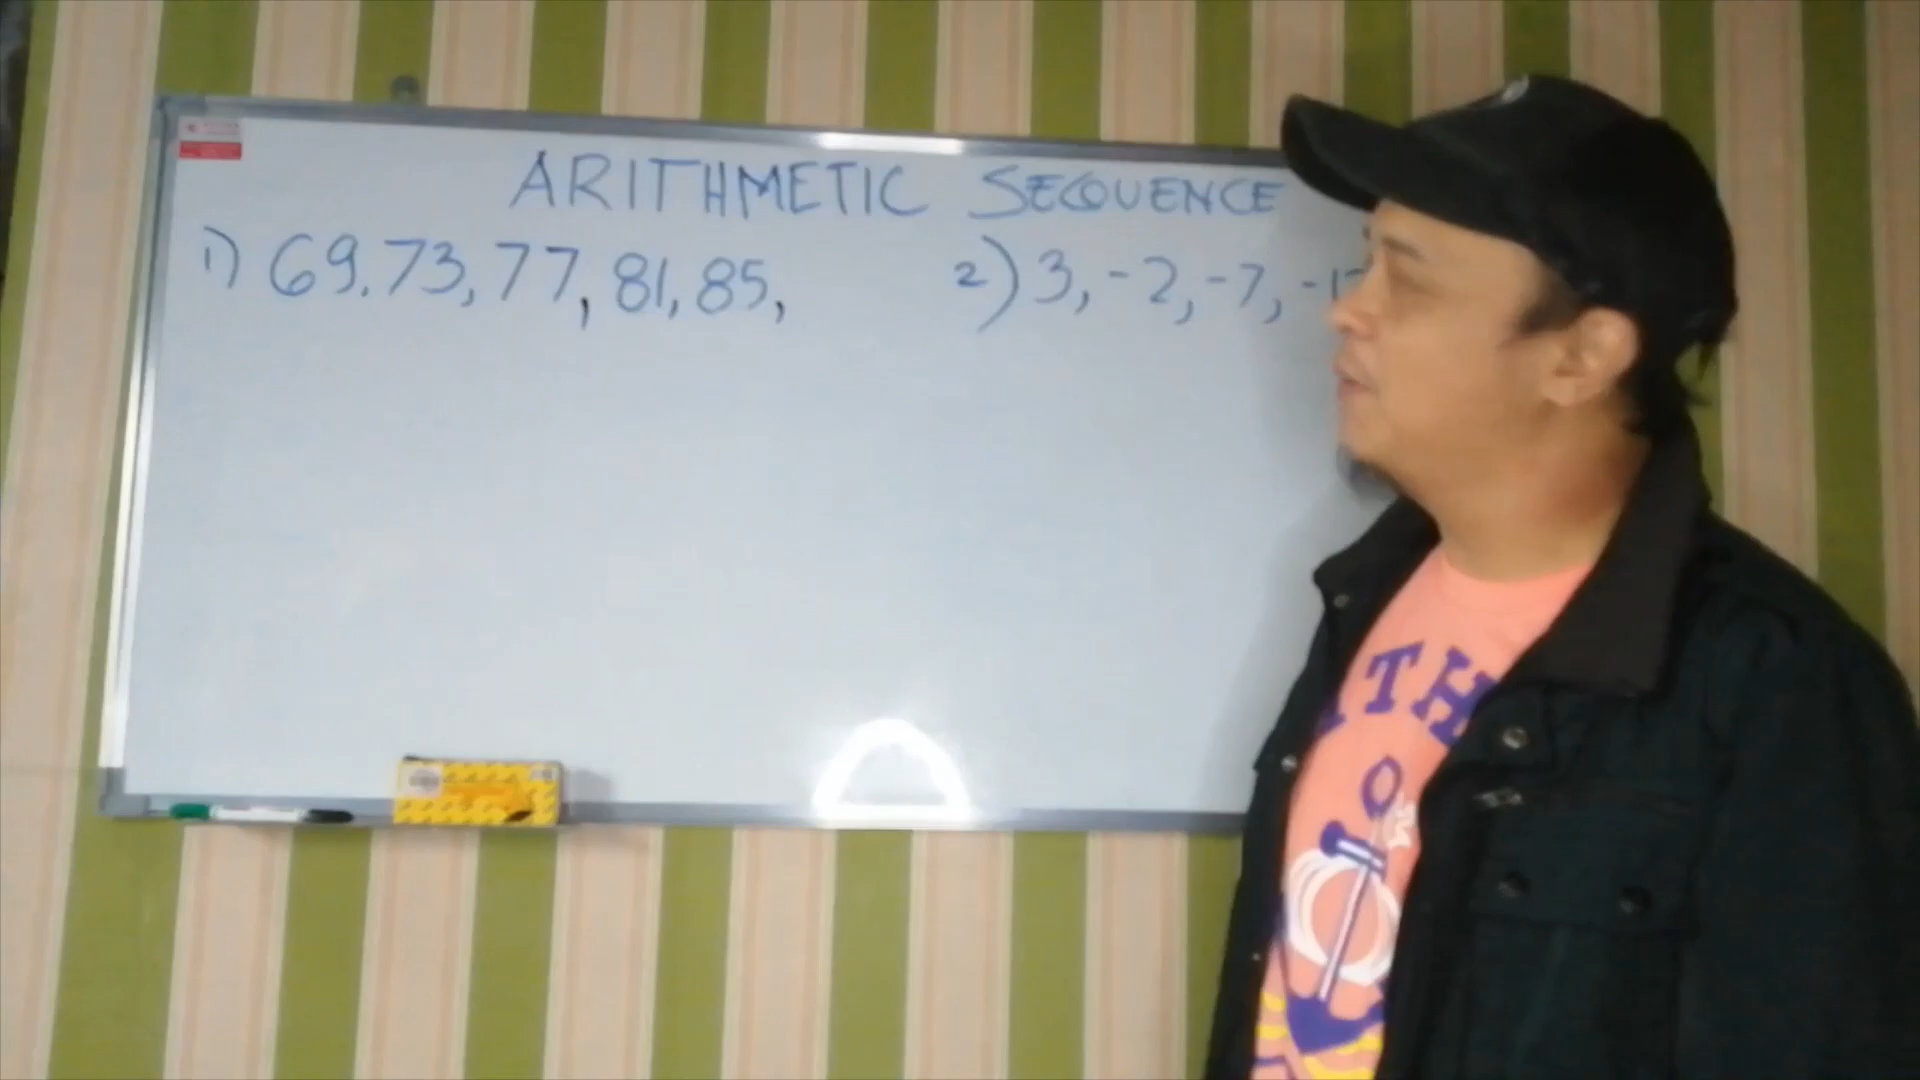 ARITHMETIC SEQUENCE
1) 69, 73, 77, 81, 85,
2) 3, -2, -7,